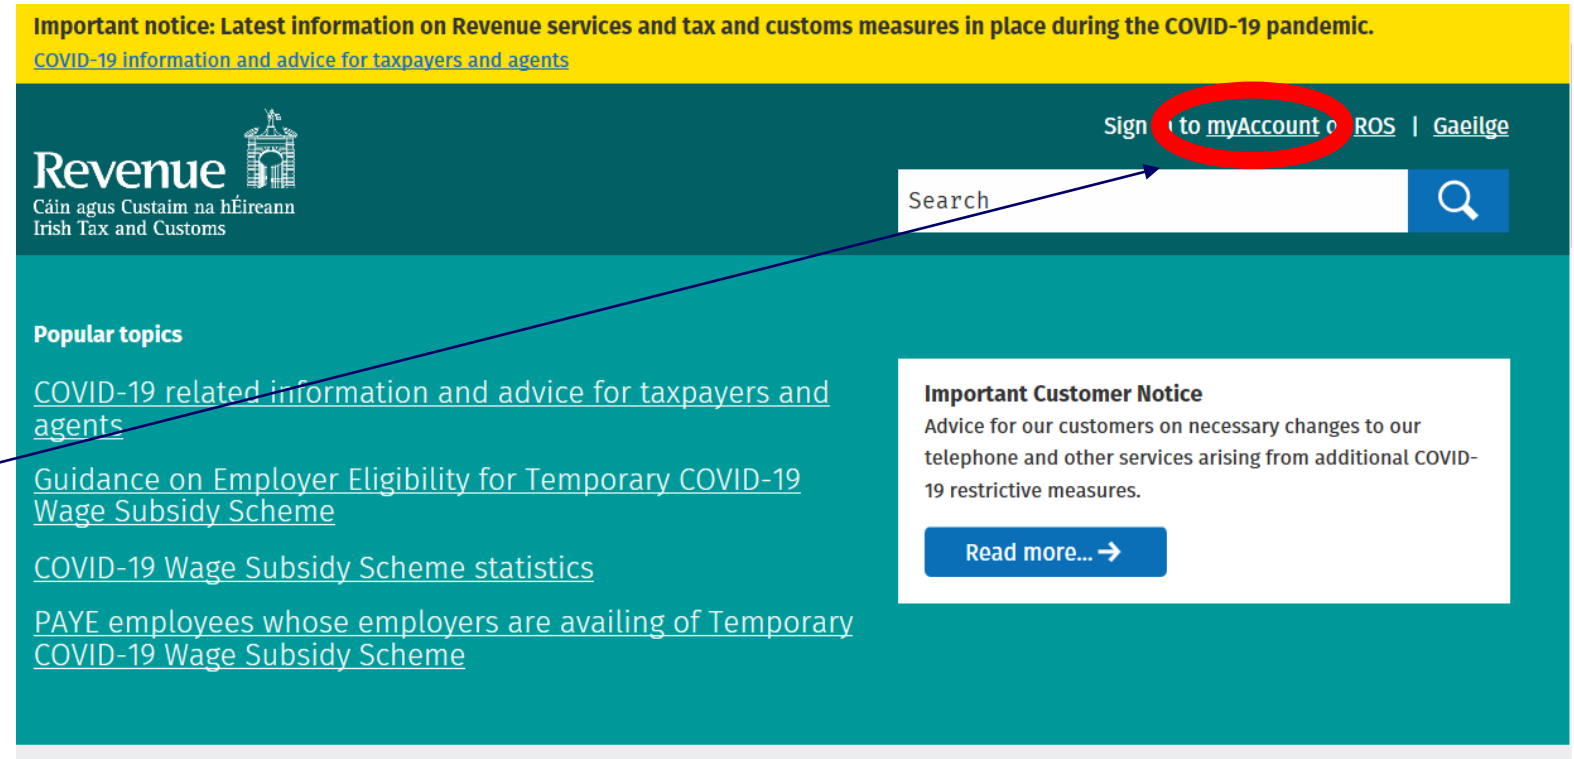 Important notice: Latest information on Revenue services and tax and customs measures in place during the COVID-19 pandemic.
COVID-19 information and advice for taxpayers and agents
Sign to myAccount ROS | Gaeilge
Revenue
Cáin agus Custaim na hÉireann
Irish Tax and Customs
Search
Popular topics
COVID-19 related information and advice for taxpayers and
agents
Guidance on Employer Eligibility for Temporary COVID-19
Wage Subsidy Scheme
COVID-19 Wage Subsidy Scheme statistics
PAYE employees whose employers are availing of Temporary
COVID-19 Wage Subsidy Scheme
Important Customer Notice
Advice for our customers on necessary changes to our
telephone and other services arising from additional COVID-
19 restrictive measures.
Read more...